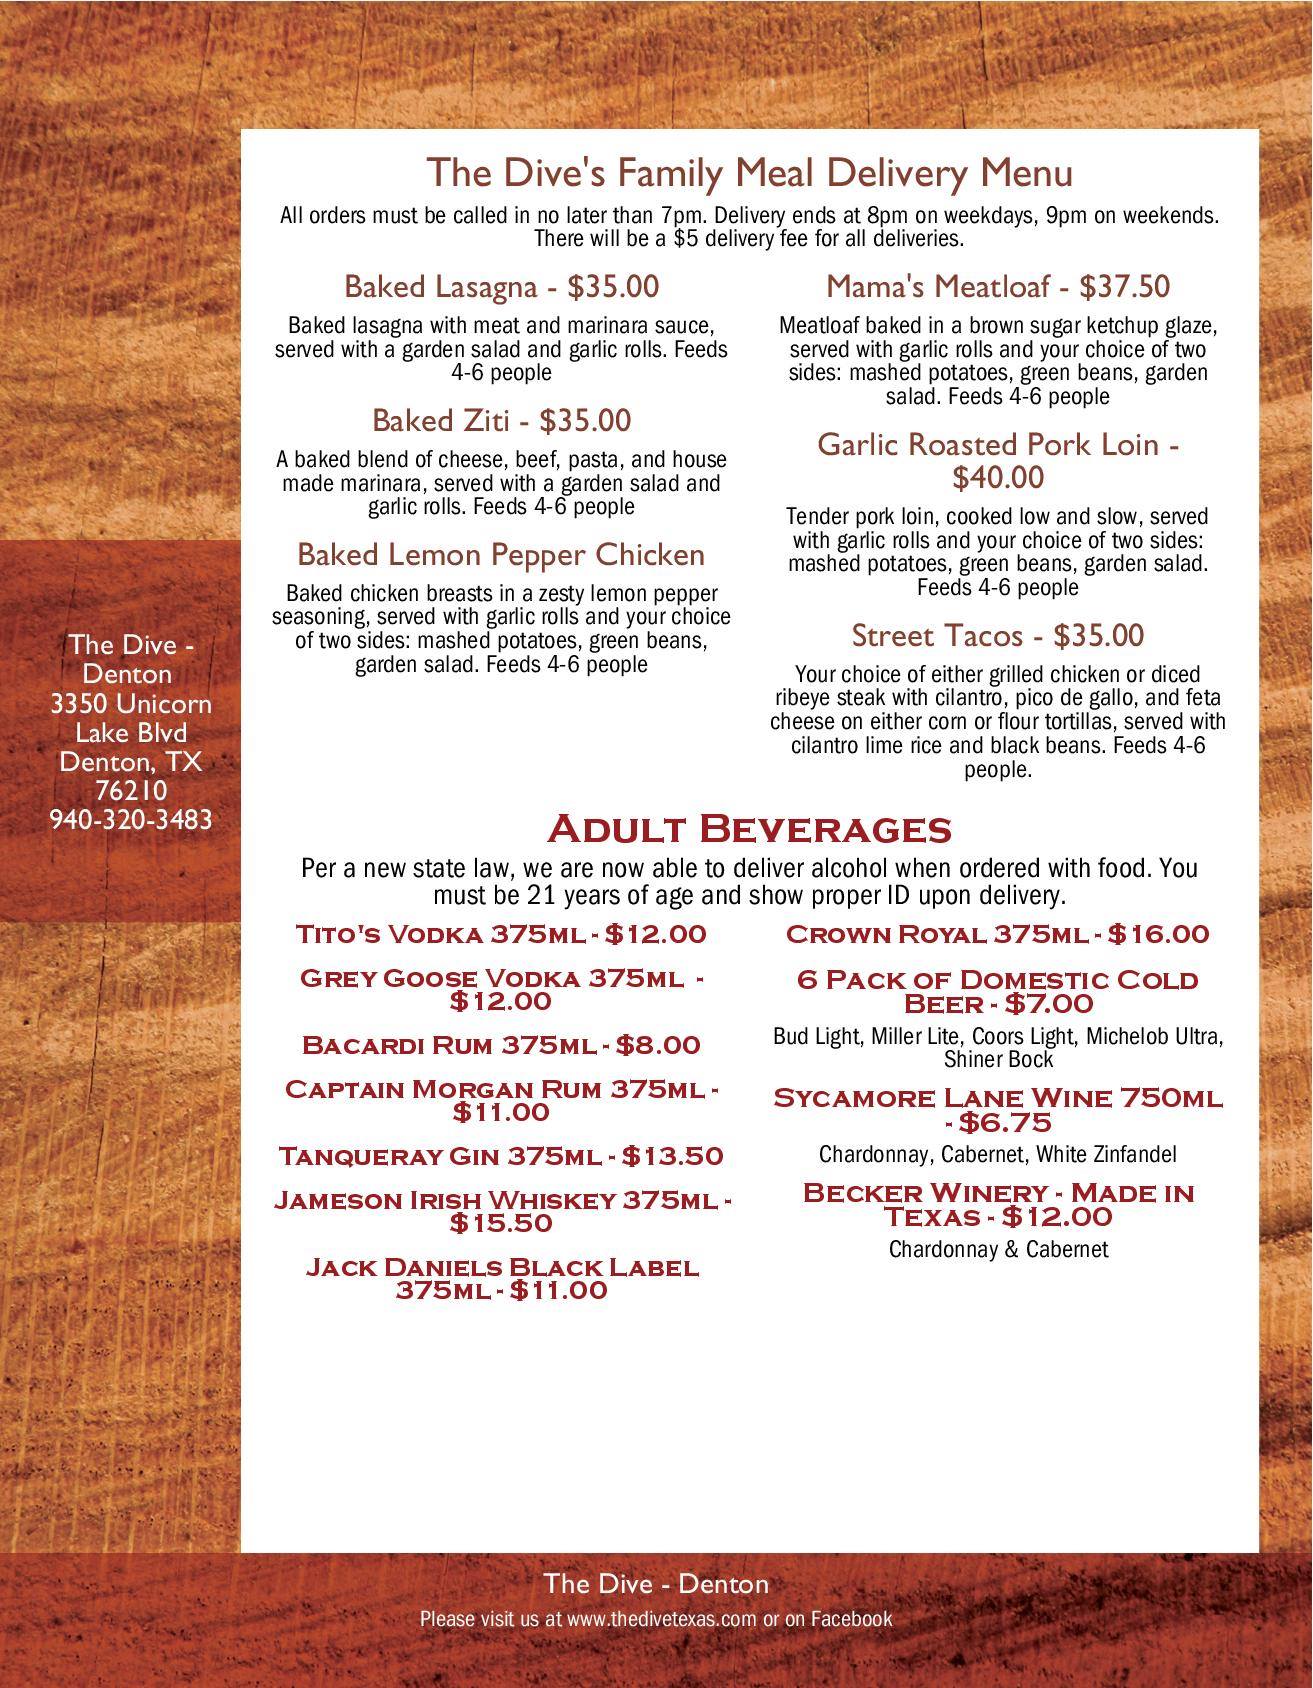 The Dive's Family Meal Delivery Menu
All orders must be called in no later than 7pm. Delivery ends at 8pm on weekdays, 9pm on weekends.
There will be a $5 delivery fee for all deliveries.
Baked Lasagna - $35.00
Baked lasagna with meat and marinara sauce,
served with a garden salad and garlic rolls. Feeds
4-6 people
Baked Ziti - $35.00
A baked blend of cheese, beef, pasta, and house
made marinara, served with a garden salad and
garlic rolls. Feeds 4-6 people
Baked Lemon Pepper Chicken
Baked chicken breasts in a zesty lemon pepper
seasoning, served with garlic rolls and your choice
of two sides: mashed potatoes, green beans,
garden salad. Feeds 4-6 people
Mama's Meatloaf - $37.50
Meatloaf baked in a brown sugar ketchup glaze,
served with garlic rolls and your choice of two
sides: mashed potatoes, green beans, garden
salad. Feeds 4-6 people
Garlic Roasted Pork Loin -
$40.00
Tender pork loin, cooked low and slow, served
with garlic rolls and your choice of two sides:
mashed potatoes, green beans, garden salad.
Feeds 4-6 people
Street Tacos - $35.00
Your choice of either grilled chicken or diced
ribeye steak with cilantro, pico de gallo, and feta
cheese on either corn or flour tortillas, served with
cilantro lime rice and black beans. Feeds 4-6
people.
The Dive -
Denton
3350 Unicorn
Lake Blvd
Denton, TX
76210
940-320-3483
ADULT BEVERAGES
Per a new state law, we are now able to deliver alcohol when ordered with food. You
must be 21 years of age and show proper ID upon delivery.
TITO'S VODKA 375ML - $12.00
GREY GOOSE VODKA 375ML -
$12.00
BACARDI RUM 375ML - $8.00
CAPTAIN MORGAN RUM 375ML -
$11.00
TANQUERAY GIN 375ML - $13.50
JAMESON IRISH WHISKEY 375ML -
$15.50
JACK DANIELS BLACK LABEL
375ML - $11.00
CROWN ROYAL 375ML - $16.00
6 PACK OF DOMESTIC COLD
BEER - $7.00
Bud Light, Miller Lite, Coors Light, Michelob Ultra,
Shiner Bock
SYCAMORE LANE WINE 750ML
- $6.75
Chardonnay, Cabernet, White Zinfandel
BECKER WINERY - MADE IN
TEXAS - $12.00
Chardonnay & Cabernet
The Dive - Denton
Please visit us at www.thedivetexas.com or on Facebook